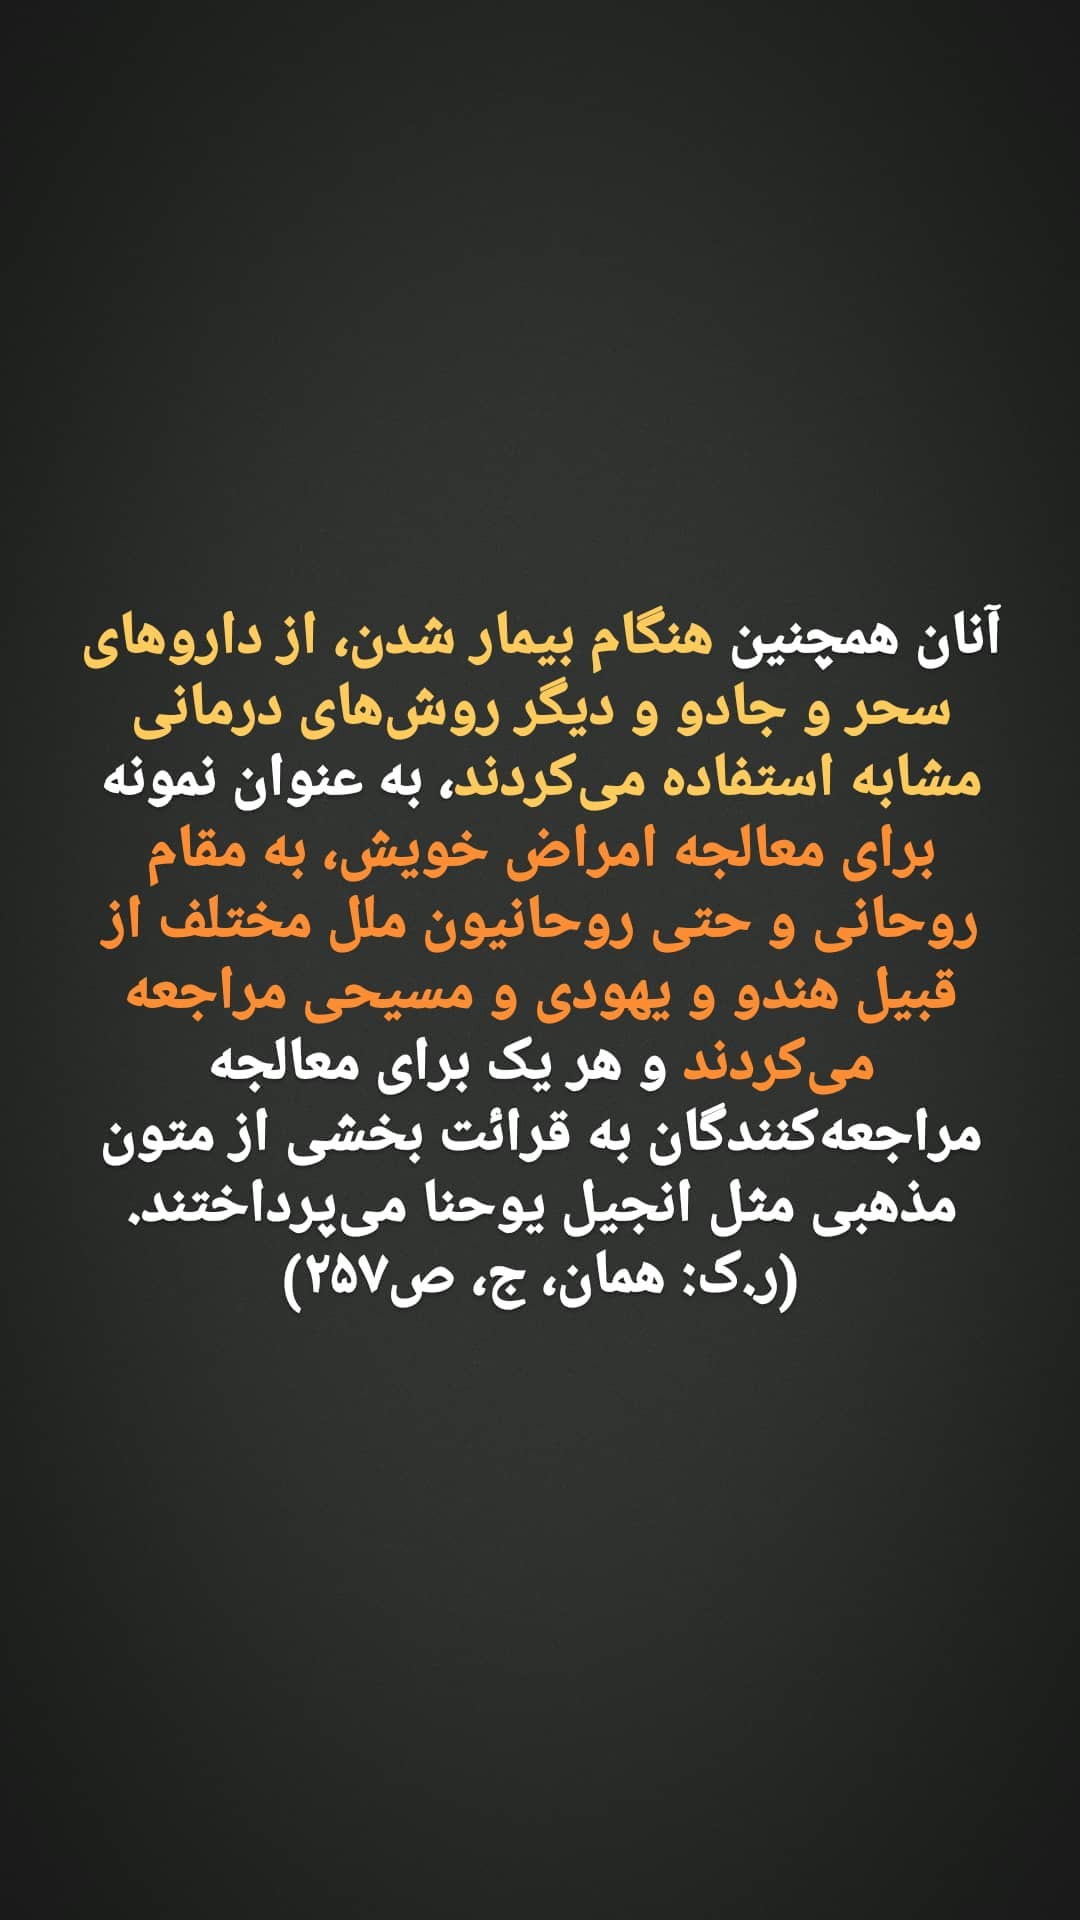 آنان همچنین هنگام بیمار شدن، از داروهای
سحر و جادو و دیگر روش‌های درمانی
مشابه استفاده می‌کردند، به عنوان نمونه
برای معالجه امراض خویش، به مقام
روحانی و حتی روحانیون ملل مختلف از
قبیل هندو و یهودی و مسیحی مراجعه
می‌کردند و هر یک برای معالجه
مراجعه‌کنندگان به قرائت بخشی از متون
مذهبی مثل انجیل یوحنا می‌پرداختند.
(ر.ک: همان، ج، ص۲۵۷)